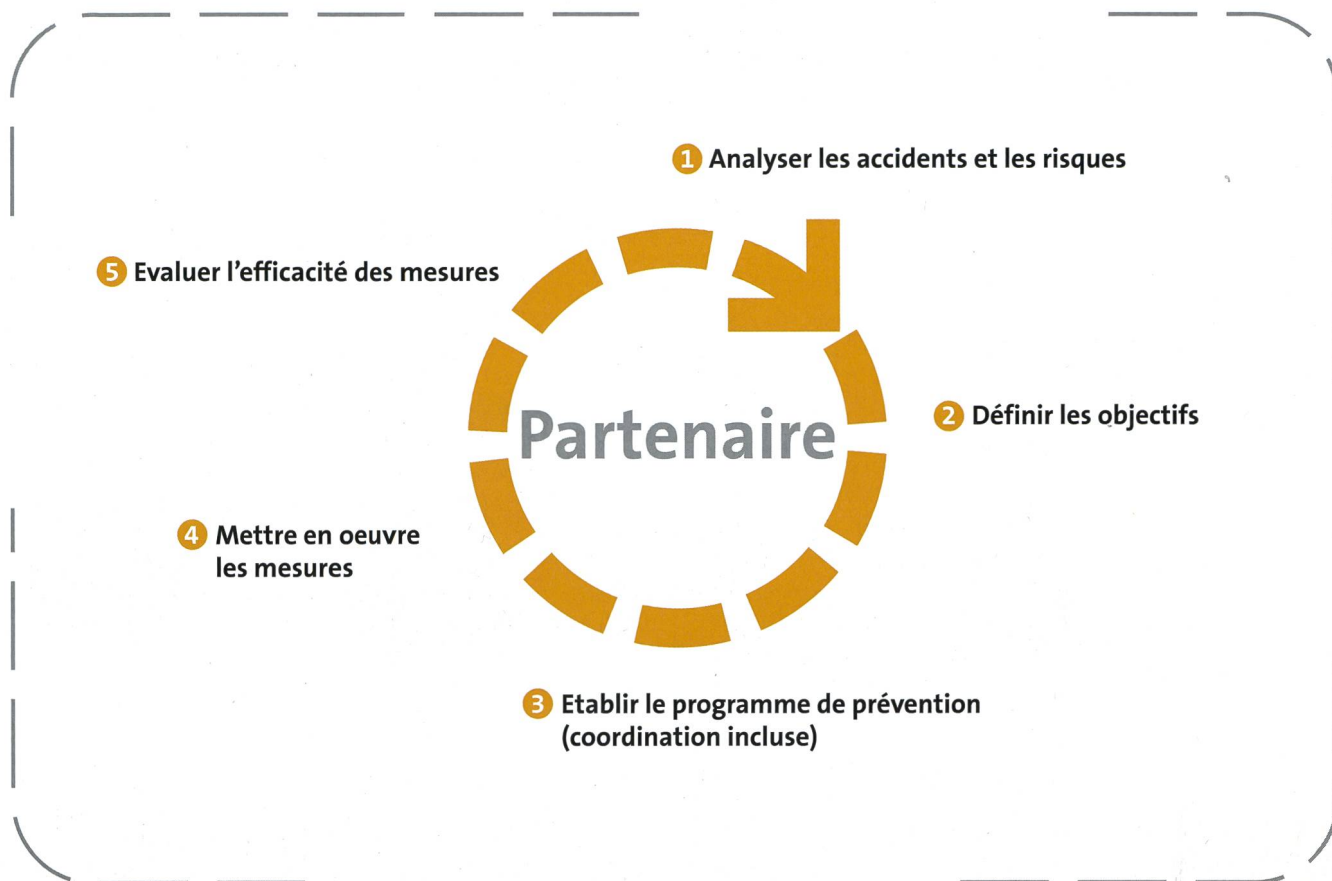 1 Analyser les accidents et les risques
5 Evaluer l'efficacité des mesures
Partenaire
2 Définir les objectifs
4 Mettre en oeuvre
les mesures
3 Etablir le programme de prévention
(coordination incluse)